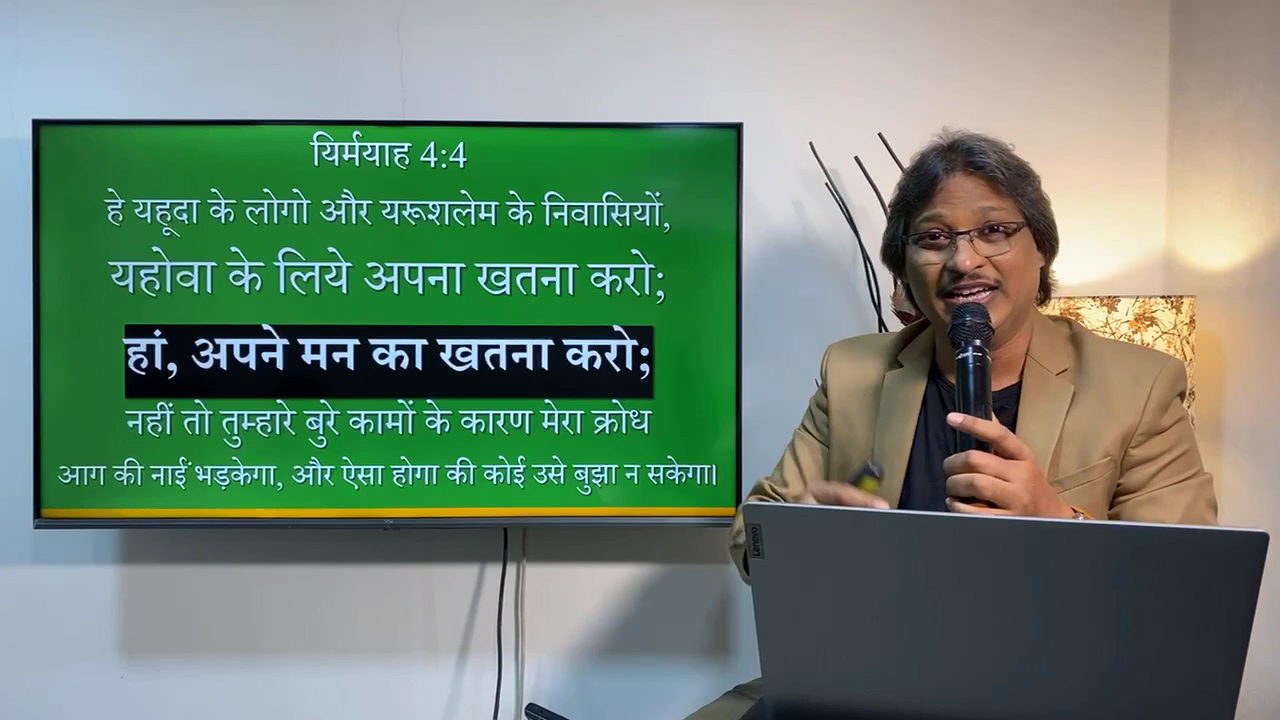 यिर्मयाह 4:4
हे यहूदा के लोगो और यरूशलेम के निवासियों,
यहोवा के लिये अपना खतना करो;
हां, अपने मन का खतना करो;
नहीं तो तुम्हारे बुरे कामों के कारण मेरा क्रोध
आग की नाईं भड़केगा, और ऐसा होगा की कोई उसे बुझा न सकेगा।
Lenovo